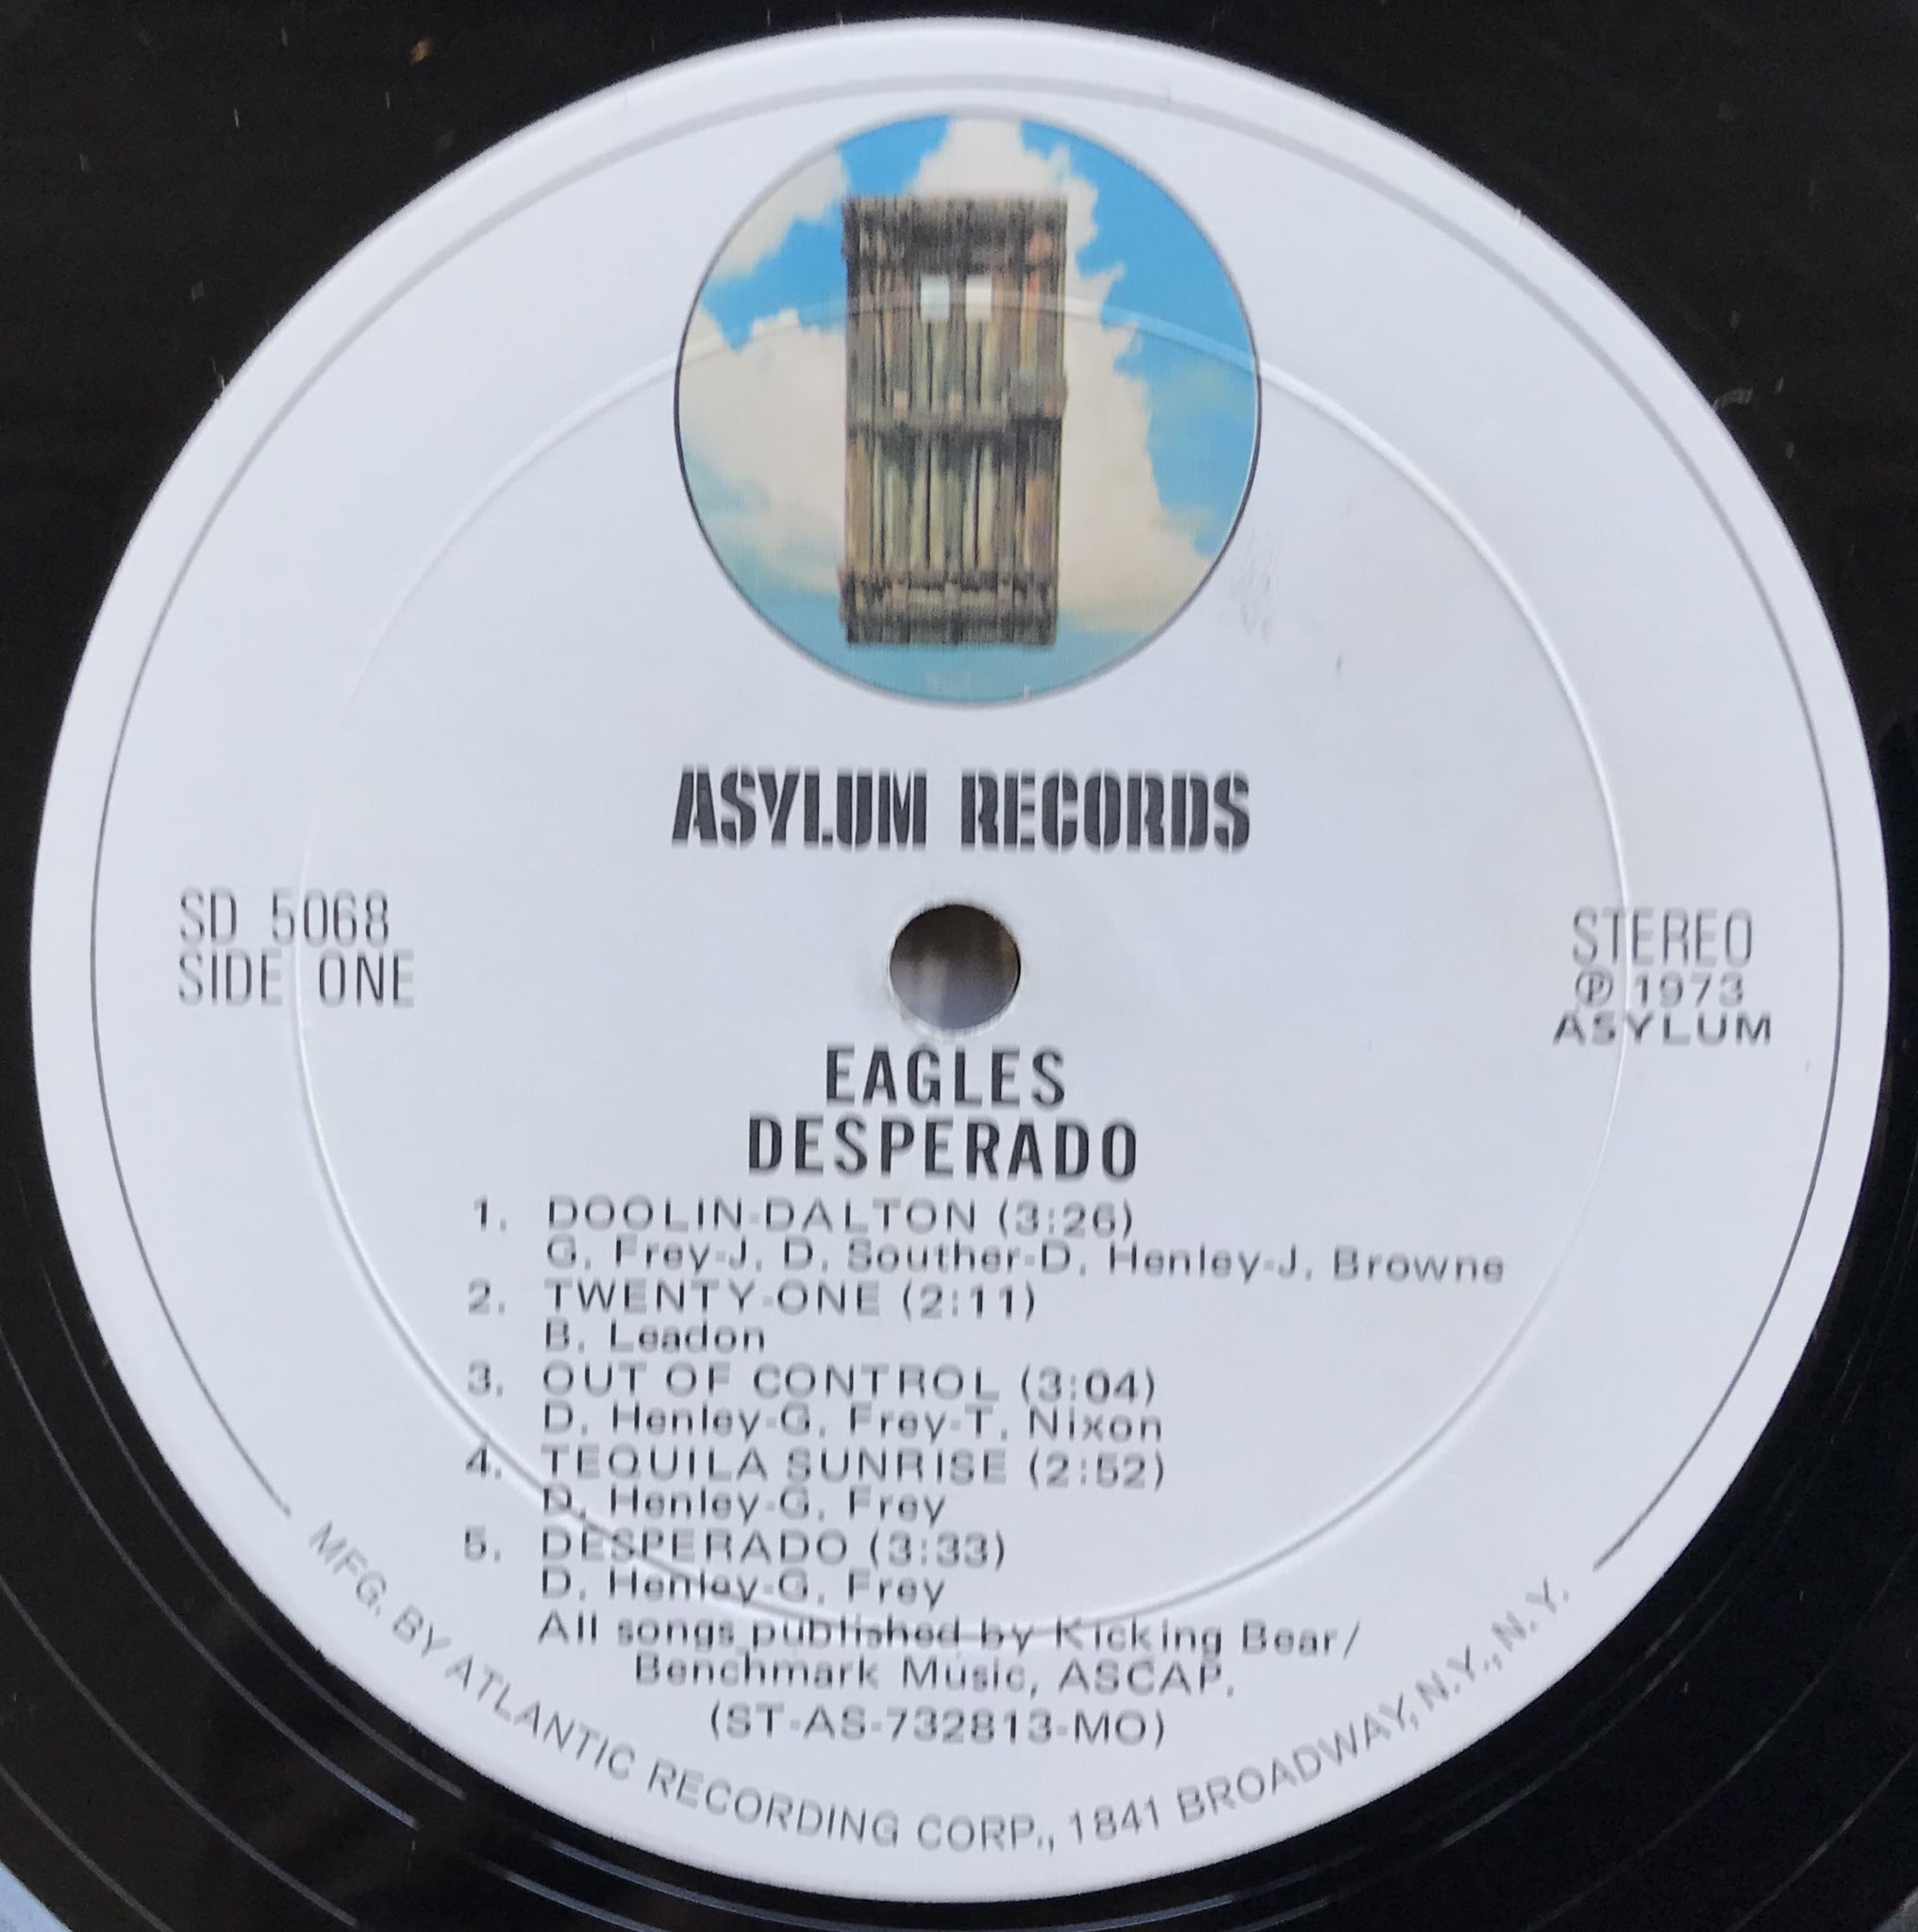 ASYLUM RECORDS
SD 5068
SIDE ONE
STEREO
℗ 1973
ASYLUM
EAGLES
DESPERADO
1. DOOLIN-DALTON (3:26)
G. Frey-J. D. Souther-D. Henley-J. Browne
2. TWENTY-ONE (2:11)
B. Leadon
3. OUT OF CONTROL (3:04)
D. Henley-G. Frey-T. Nixon
4. TEQUILA SUNRISE (2:52)
D. Henley-G. Frey
5. DESPERADO (3:33)
D. Henley-G. Frey
All songs published by Kicking Bear/
Benchmark Music, ASCAP.
(ST-AS-732813-MO)
MFG. BY ATLANTIC RECORDING CORP., 1841 BROADWAY, N.Y., N.Y.